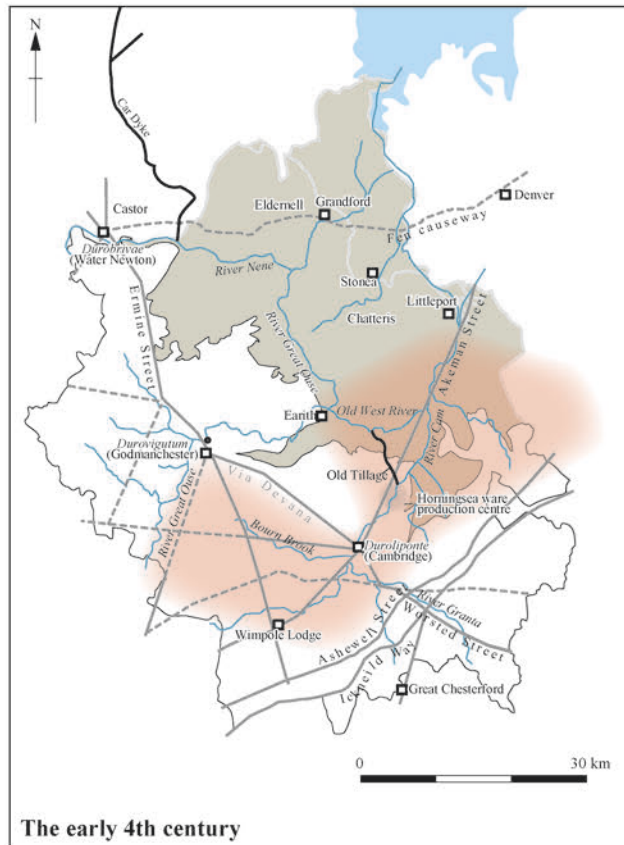 N
Car Dyke
Denver
Eldernell
Grandford
Castor
Fen causeway
Durobrivae
(Water Newton)
River Nene
Stonea
Ermine Street
Littleport
Chatteris
Akeman Street
River Great Ouse
Earith
Old West River
River Cam
Durovigutum
(Godmanchester)
Via Devana
Old Tillage
Horningsea ware
production centre
River Great Ouse
Bourn Brook
Duroliponte
(Cambridge)
River Grania
Worsted Street
Wimpole Lodge
Ashewell Street
Icneild Way
Great Chesterford
0
30 km
The early 4th century